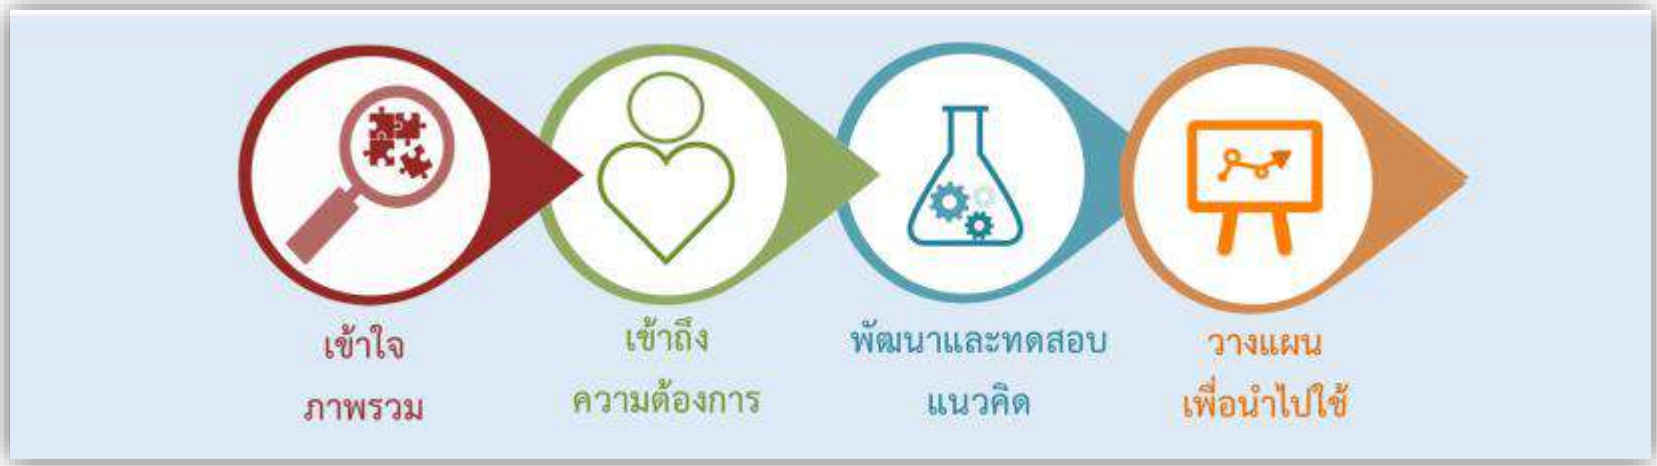 เข้าใจ
ภาพรวม
เข้าถึง
ความต้องการ
พัฒนาและทดสอบ
แนวคิด
วางแผน
เพื่อนำไปใช้